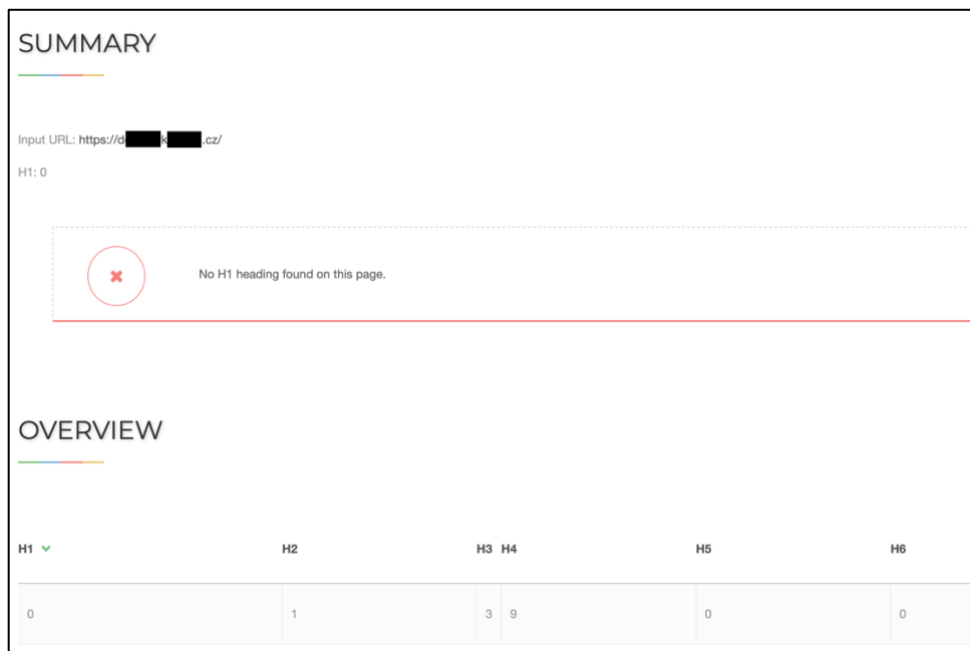 SUMMARY
Input URL: https://d k .cz/
H1: 0
No H1 heading found on this page.
OVERVIEW
H1 H2 H3 H4 H5 H6
0 1 3 9 0 0